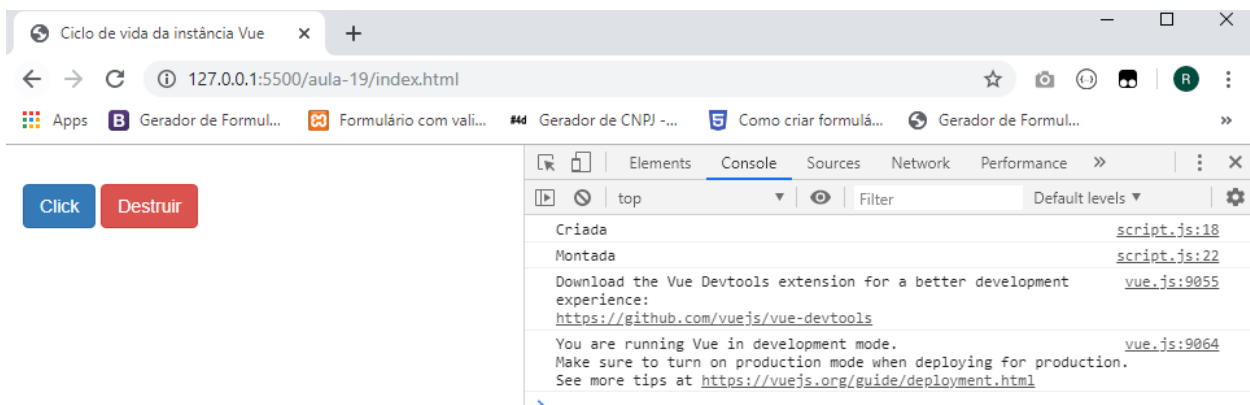 Ciclo de vida da instância Vue
127.0.0.1:5500/aula-19/index.html
R
Apps B Gerador de Formul... Formulário com vali... #4d Gerador de CNPJ -... 5 Como criar formulá... Gerador de Formul... »
Elements Console Sources Network Performance »
Click Destruir
top Filter Default levels
Criada script.js:18
Montada script.js:22
Download the Vue Devtools extension for a better development vue.js:9055
experience:
https://github.com/vuejs/vue-devtools
You are running Vue in development mode. vue.js:9064
Make sure to turn on production mode when deploying for production.
See more tips at https://vuejs.org/guide/deployment.html